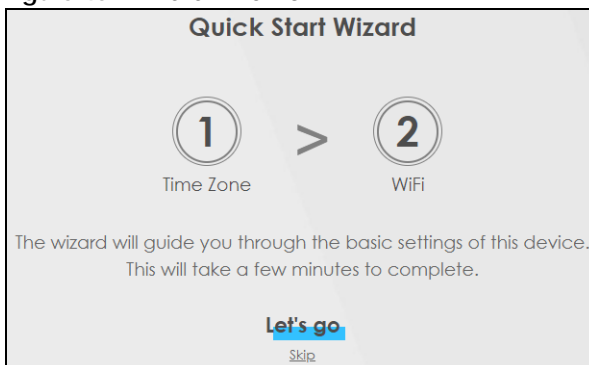 Quick Start Wizard
1 > 2
Time Zone WiFi
The wizard will guide you through the basic settings of this device.
This will take a few minutes to complete.
Let's go
Skip